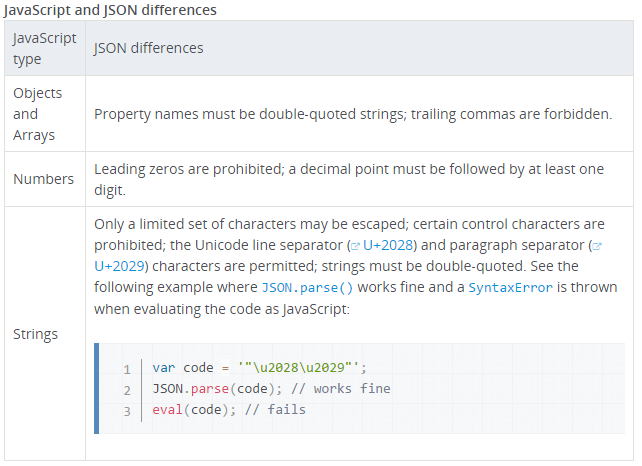 JavaScript and JSON differences
JavaScript
type
JSON differences
Objects
and
Arrays
Property names must be double-quoted strings; trailing commas are forbidden.
Numbers
Leading zeros are prohibited; a decimal point must be followed by at least one
digit.
Strings
Only a limited set of characters may be escaped; certain control characters are
prohibited; the Unicode line separator (U+2028) and paragraph separator (
U+2029) characters are permitted; strings must be double-quoted. See the
following example where JSON.parse() works fine and a SyntaxError is thrown
when evaluating the code as JavaScript:
1 var code = '"\u2028\u2029"';
2 JSON.parse(code); // works fine
3 eval(code); // fails